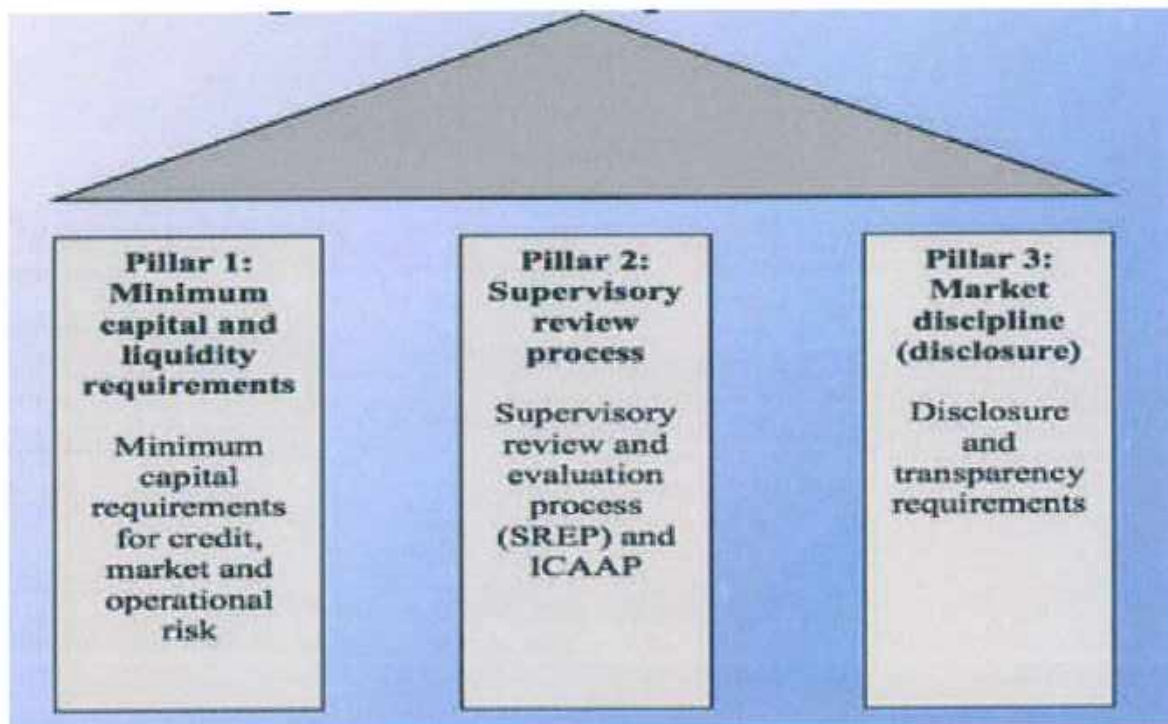 Pillar 1:
Minimum
capital and
liquidity
requirements
Minimum
capital
requirements
for credit,
market and
operational
risk
Pillar 2:
Supervisory
review
process
Supervisory
review and
evaluation
process
(SREP) and
ICAAP
Pillar 3:
Market
discipline
(disclosure)
Disclosure
and
transparency
requirements